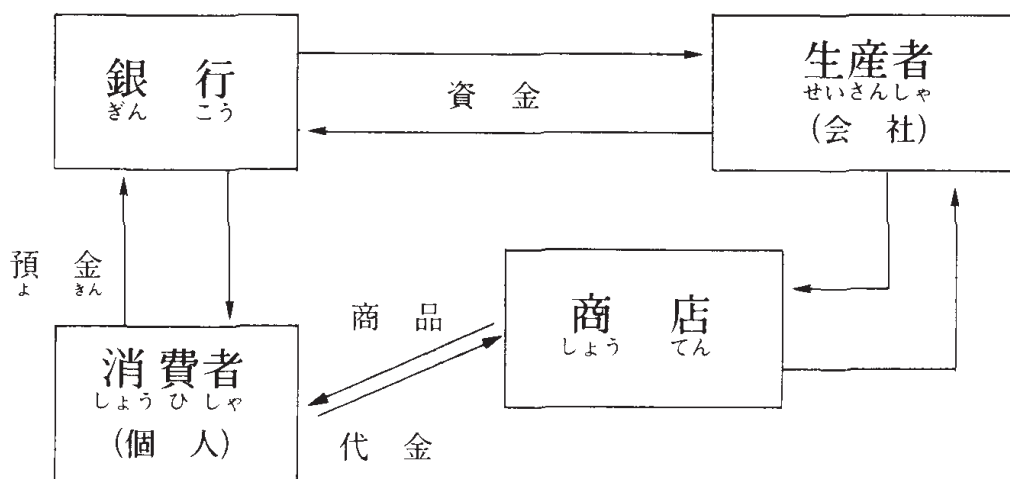 銀行
ぎんこう
資金
生産者
せいさんしゃ
(会社)
預金
よきん
商品
商店
しょうてん
消費者
しょうひしゃ
(個人)
代金